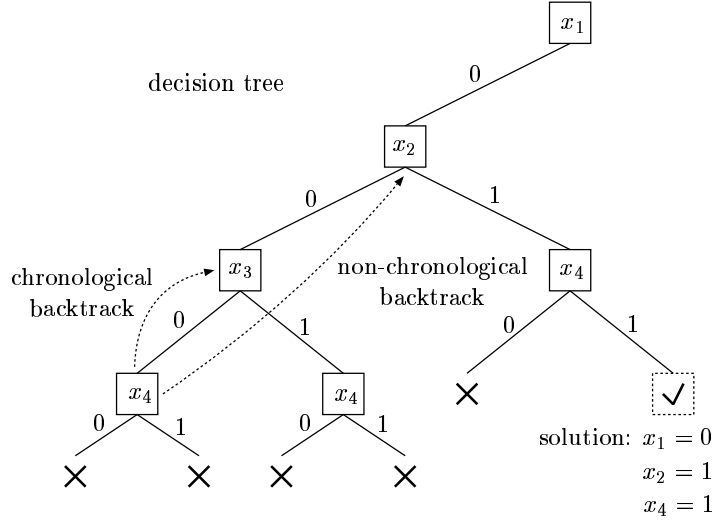 x₁
0
decision tree
x₂
0
1
x₃
x₄
chronological
backtrack
non-chronological
backtrack
0
1
0
1
x₄
x₄
0
1
0
1
solution: x₁ = 0
x₂ = 1
x₄ = 1